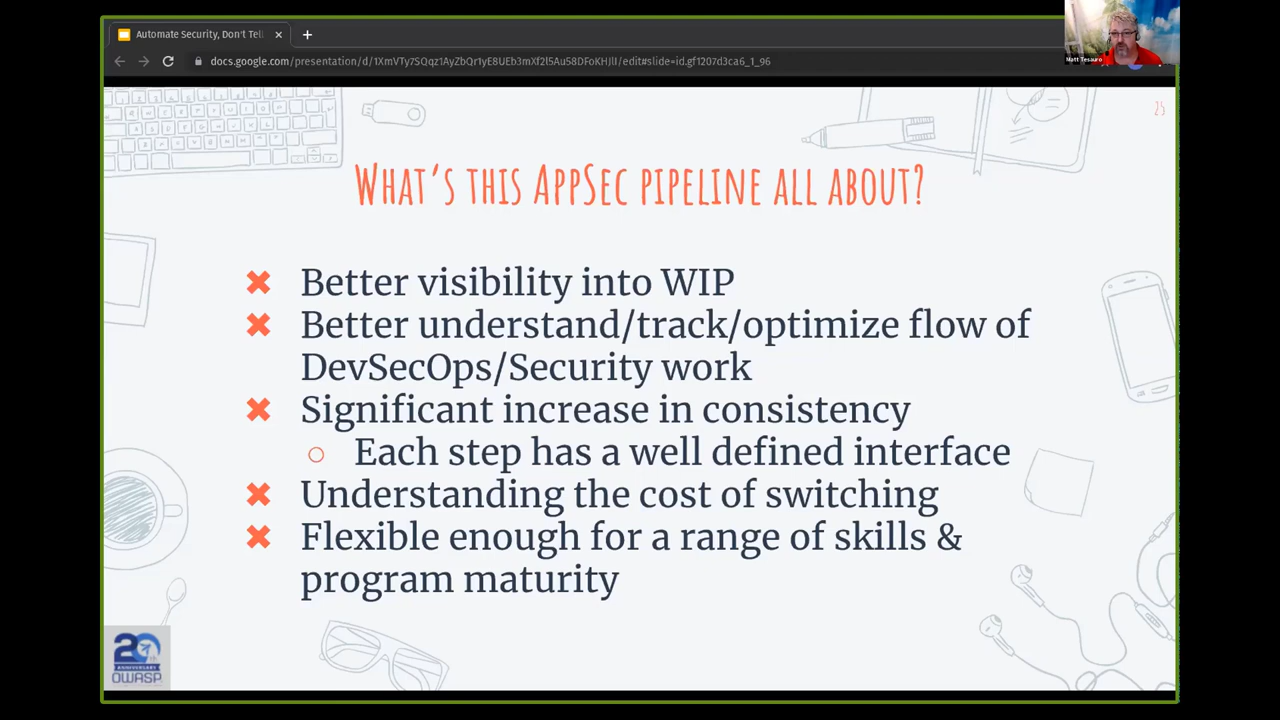 Automate Security, Don't Tell
docs.google.com/presentation/d/1XmVTy7SQqz1AyZbQr1yE8UEb3mXf2l5Au58DFoKHJlI/edit#slide=id.gf1207d3ca6_1_96
Matt Tesauro
25
What's this AppSec pipeline all about?
✖ Better visibility into WIP
✖ Better understand/track/optimize flow of
DevSecOps/Security work
✖ Significant increase in consistency
○ Each step has a well defined interface
✖ Understanding the cost of switching
✖ Flexible enough for a range of skills &
program maturity
20
ANNIVERSARY
OWASP